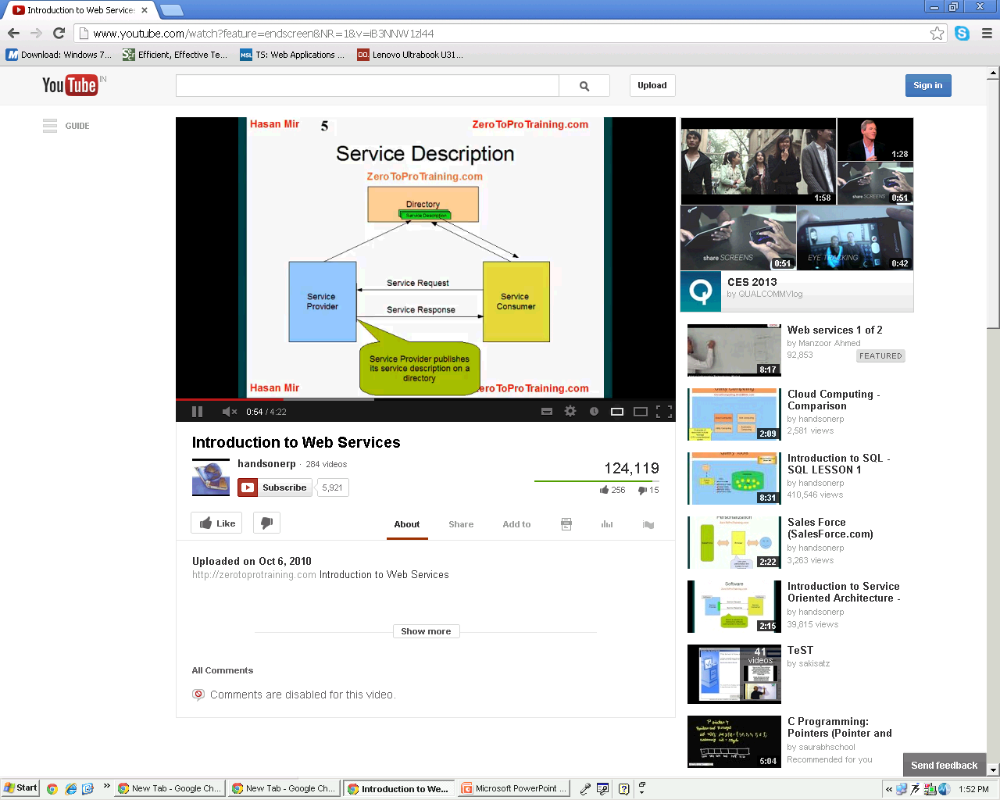 Introduction to Web Services
www.youtube.com/watch?feature=endscreen&NR=1&v=iB3NNW1zl44
Download: Windows 7...
Efficient, Effective Te...
MSL TS: Web Applications ...
DO. Lenovo Ultrabook U31...
YouTube IN
Upload
Sign in
GUIDE
Hasan Mir 5 ZeroToProTraining.com
Service Description
ZeroToProTraining.com
Directory
Service Description
Service Request
Service Provider
Service Consumer
Service Response
Service Provider publishes
its service description on a
directory
Hasan Mir
eroToProTraining.com
0:54 / 4:22
Introduction to Web Services
handsonerp · 284 videos
Subscribe 5,921
124,119
256 15
Like
About Share Add to
Uploaded on Oct 6, 2010
http://zerotoprotraining.com Introduction to Web Services
Show more
All Comments
Comments are disabled for this video.
1:58
1:28
share SCREENS 0:51
share SCREENS 0:51
EYE TRACKING 0:42
CES 2013
by QUALCOMMVlog
Web services 1 of 2
by Manzoor Ahmed
92,853 FEATURED
8:17
Cloud Computing -
Comparison
by handsonerp
2,581 views
2:09
Introduction to SQL -
SQL LESSON 1
by handsonerp
410,546 views
8:31
Sales Force
(SalesForce.com)
by handsonerp
3,263 views
2:22
Introduction to Service
Oriented Architecture -
by handsonerp
39,815 views
Software
2:15
TeST
by sakisatz
41
videos
C Programming:
Pointers (Pointer and
by saurabhschool
Recommended for you
5:04
Send feedback
Start
New Tab - Google Ch...
New Tab - Google Ch...
Introduction to We...
Microsoft PowerPoint ...
1:52 PM